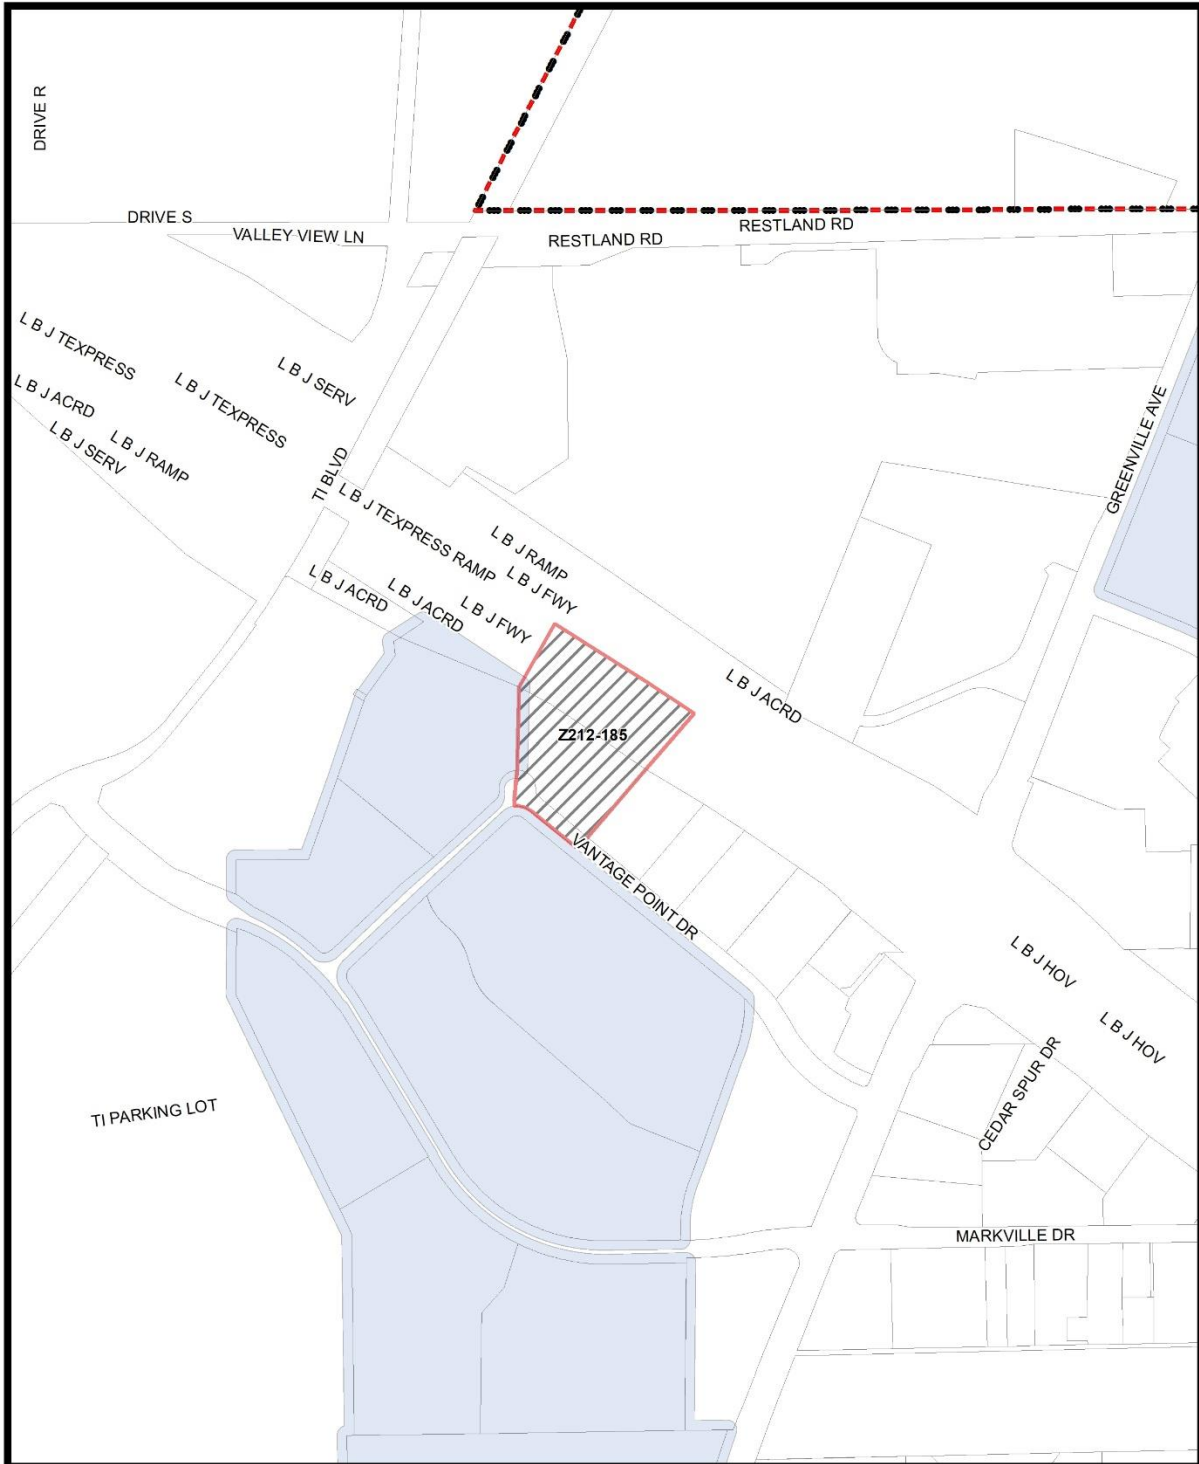 DRIVE R
DRIVE S
VALLEY VIEW LN
RESTLAND RD
RESTLAND RD
L B J TEXPRESS
L B J TEXPRESS
L B J SERV
L B J ACRD
L B J RAMP
L B J SERV
TI BLVD
GREENVILLE AVE
L B J TEXPRESS RAMP
L B J RAMP
L B J FWY
L B J ACRD
L B J ACRD
L B J FWY
L B J ACRD
Z212-185
VANTAGE POINT DR
L B J HOV
L B J HOV
CEDAR SPUR DR
TI PARKING LOT
MARKVILLE DR